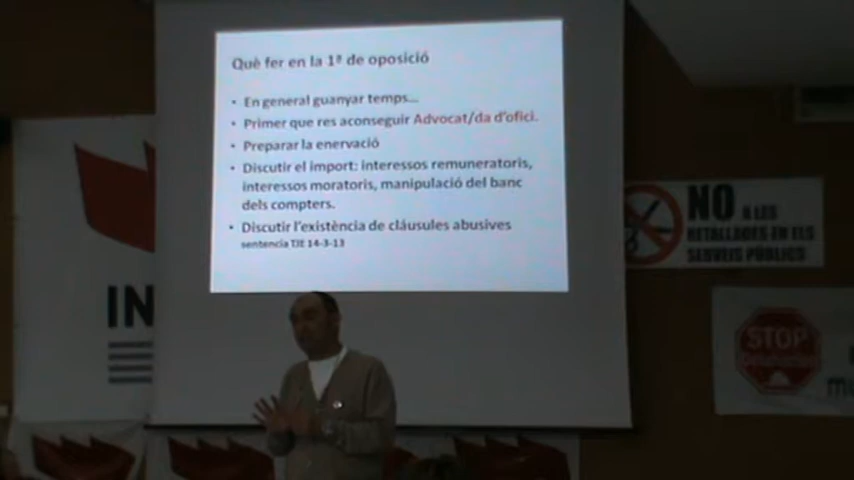 Què fer en la 1ª de oposició
• En general guanyar temps...
• Primer que res aconseguir Advocat/da d'ofici.
• Preparar la enervació
• Discutir el import: interessos remuneratoris,
interessos moratoris, manipulació del banc
dels compters.
• Discutir l'existència de cláusules abusives
sentencia TJE 14-3-13
IN
NO A LES
RETALLADES EN ELS
SERVEIS PÚBLICS
STOP